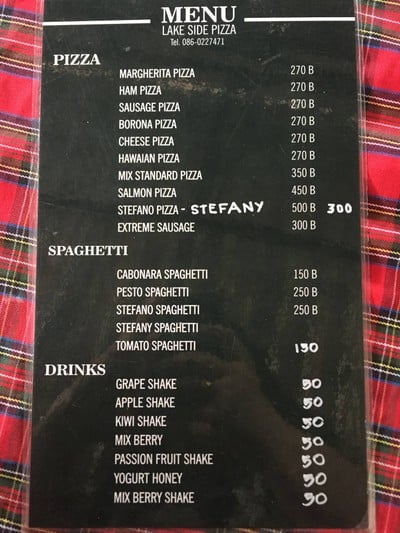 MENU
LAKE SIDE PIZZA
Tel. 086-0227471
PIZZA
MARGHERITA PIZZA 270 B
HAM PIZZA 270 B
SAUSAGE PIZZA 270 B
BORONA PIZZA 270 B
CHEESE PIZZA 270 B
HAWAIAN PIZZA 270 B
MIX STANDARD PIZZA 350 B
SALMON PIZZA 450 B
STEFANO PIZZA - STEFANY 500 B 300
EXTREME SAUSAGE 300 B
SPAGHETTI
CABONARA SPAGHETTI 150 B
PESTO SPAGHETTI 250 B
STEFANO SPAGHETTI 250 B
STEFANY SPAGHETTI
TOMATO SPAGHETTI 150
DRINKS
GRAPE SHAKE 50
APPLE SHAKE 50
KIWI SHAKE 50
MIX BERRY 50
PASSION FRUIT SHAKE 50
YOGURT HONEY 50
MIX BERRY SHAKE 50